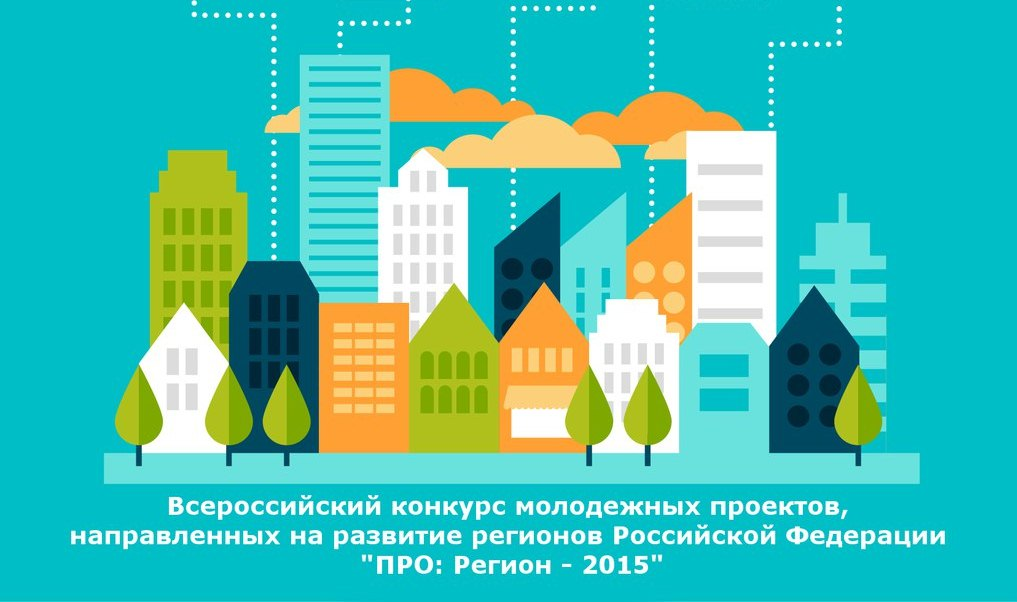 Всероссийский конкурс молодежных проектов,
направленных на развитие регионов Российской Федерации
"ПРО: Регион - 2015"